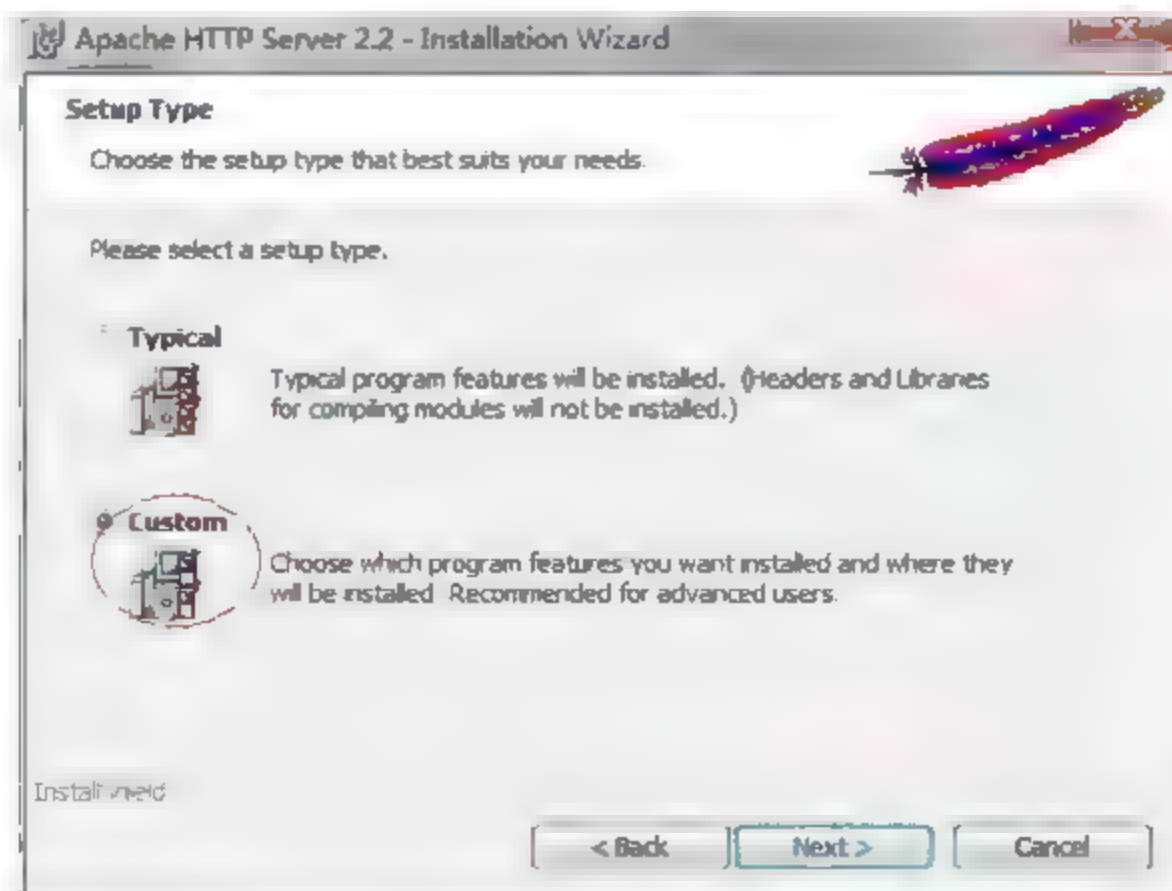 Apache HTTP Server 2.2 - Installation Wizard
Setup Type
Choose the setup type that best suits your needs.
Please select a setup type.
Typical
Typical program features will be installed. (Headers and Libraries
for compiling modules will not be installed.)
Custom
Choose which program features you want installed and where they
will be installed. Recommended for advanced users.
< Back
Next >
Cancel